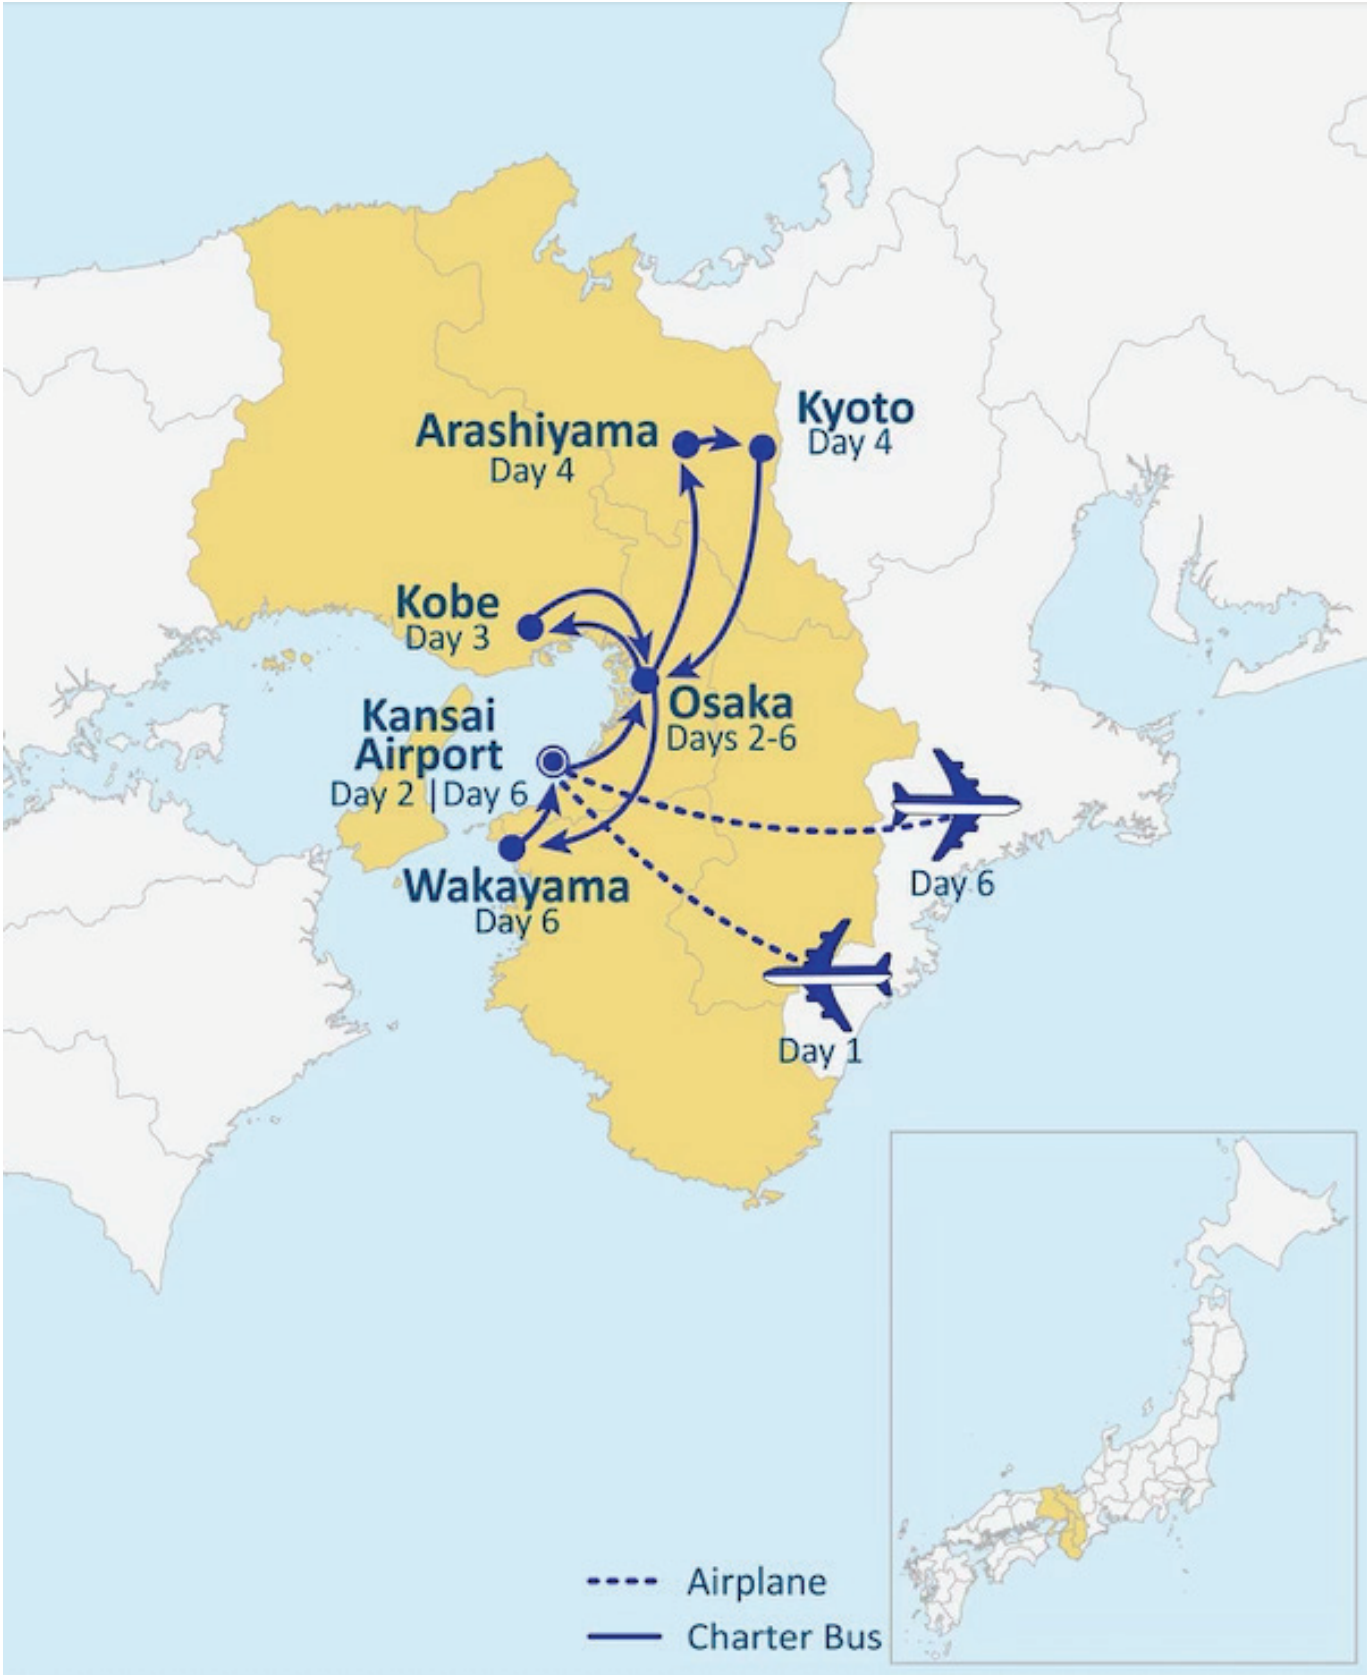 Kyoto
Day 4
Arashiyama
Day 4
Kobe
Day 3
Osaka
Days 2-6
Kansai
Airport
Day 2 | Day 6
Wakayama
Day 6
Day 6
Day 1
Airplane
Charter Bus